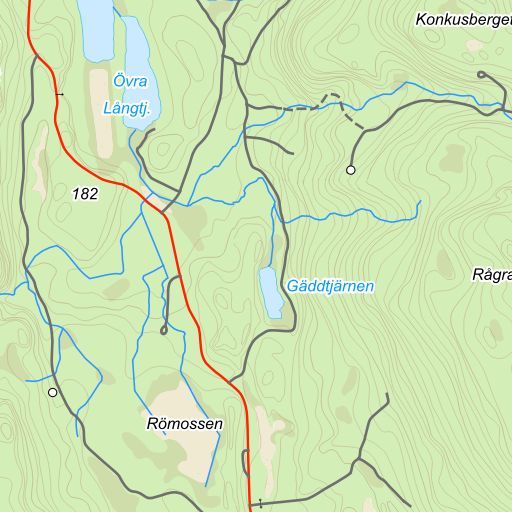 Konkusberget
Övra
Långtj.
182
Rågra
Gäddtjärnen
Römossen